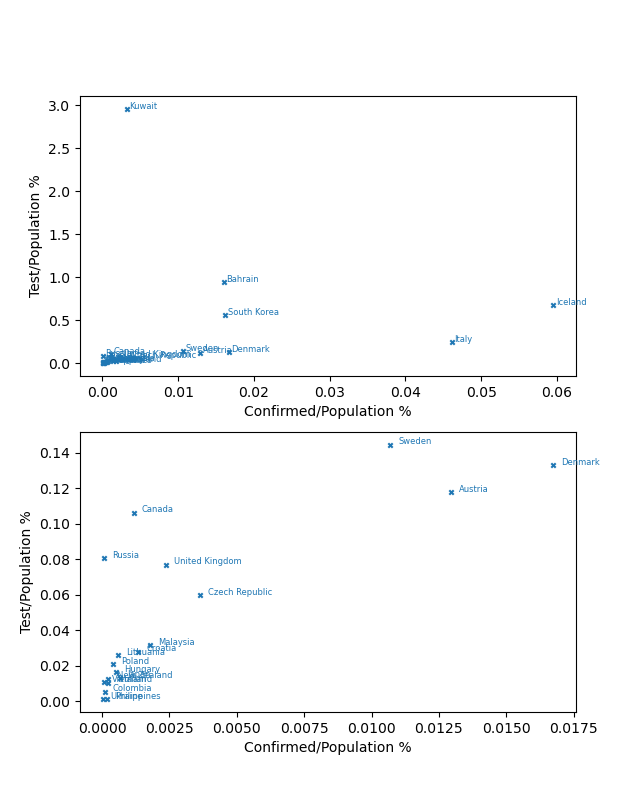 3.0
2.5
2.0
1.5
1.0
0.5
0.0
Test/Population %
Kuwait
Bahrain
South Korea
Iceland
Italy
Sweden
Austria
Denmark
Canada
0.00
0.01
0.02
0.03
0.04
0.05
0.06
Confirmed/Population %
0.14
0.12
0.10
0.08
0.06
0.04
0.02
0.00
Test/Population %
Sweden
Denmark
Austria
Canada
Russia
United Kingdom
Czech Republic
Malaysia
Croatia
Lithuania
Poland
Hungary
Colombia
Ukraine
Philippines
0.0000
0.0025
0.0050
0.0075
0.0100
0.0125
0.0150
0.0175
Confirmed/Population %